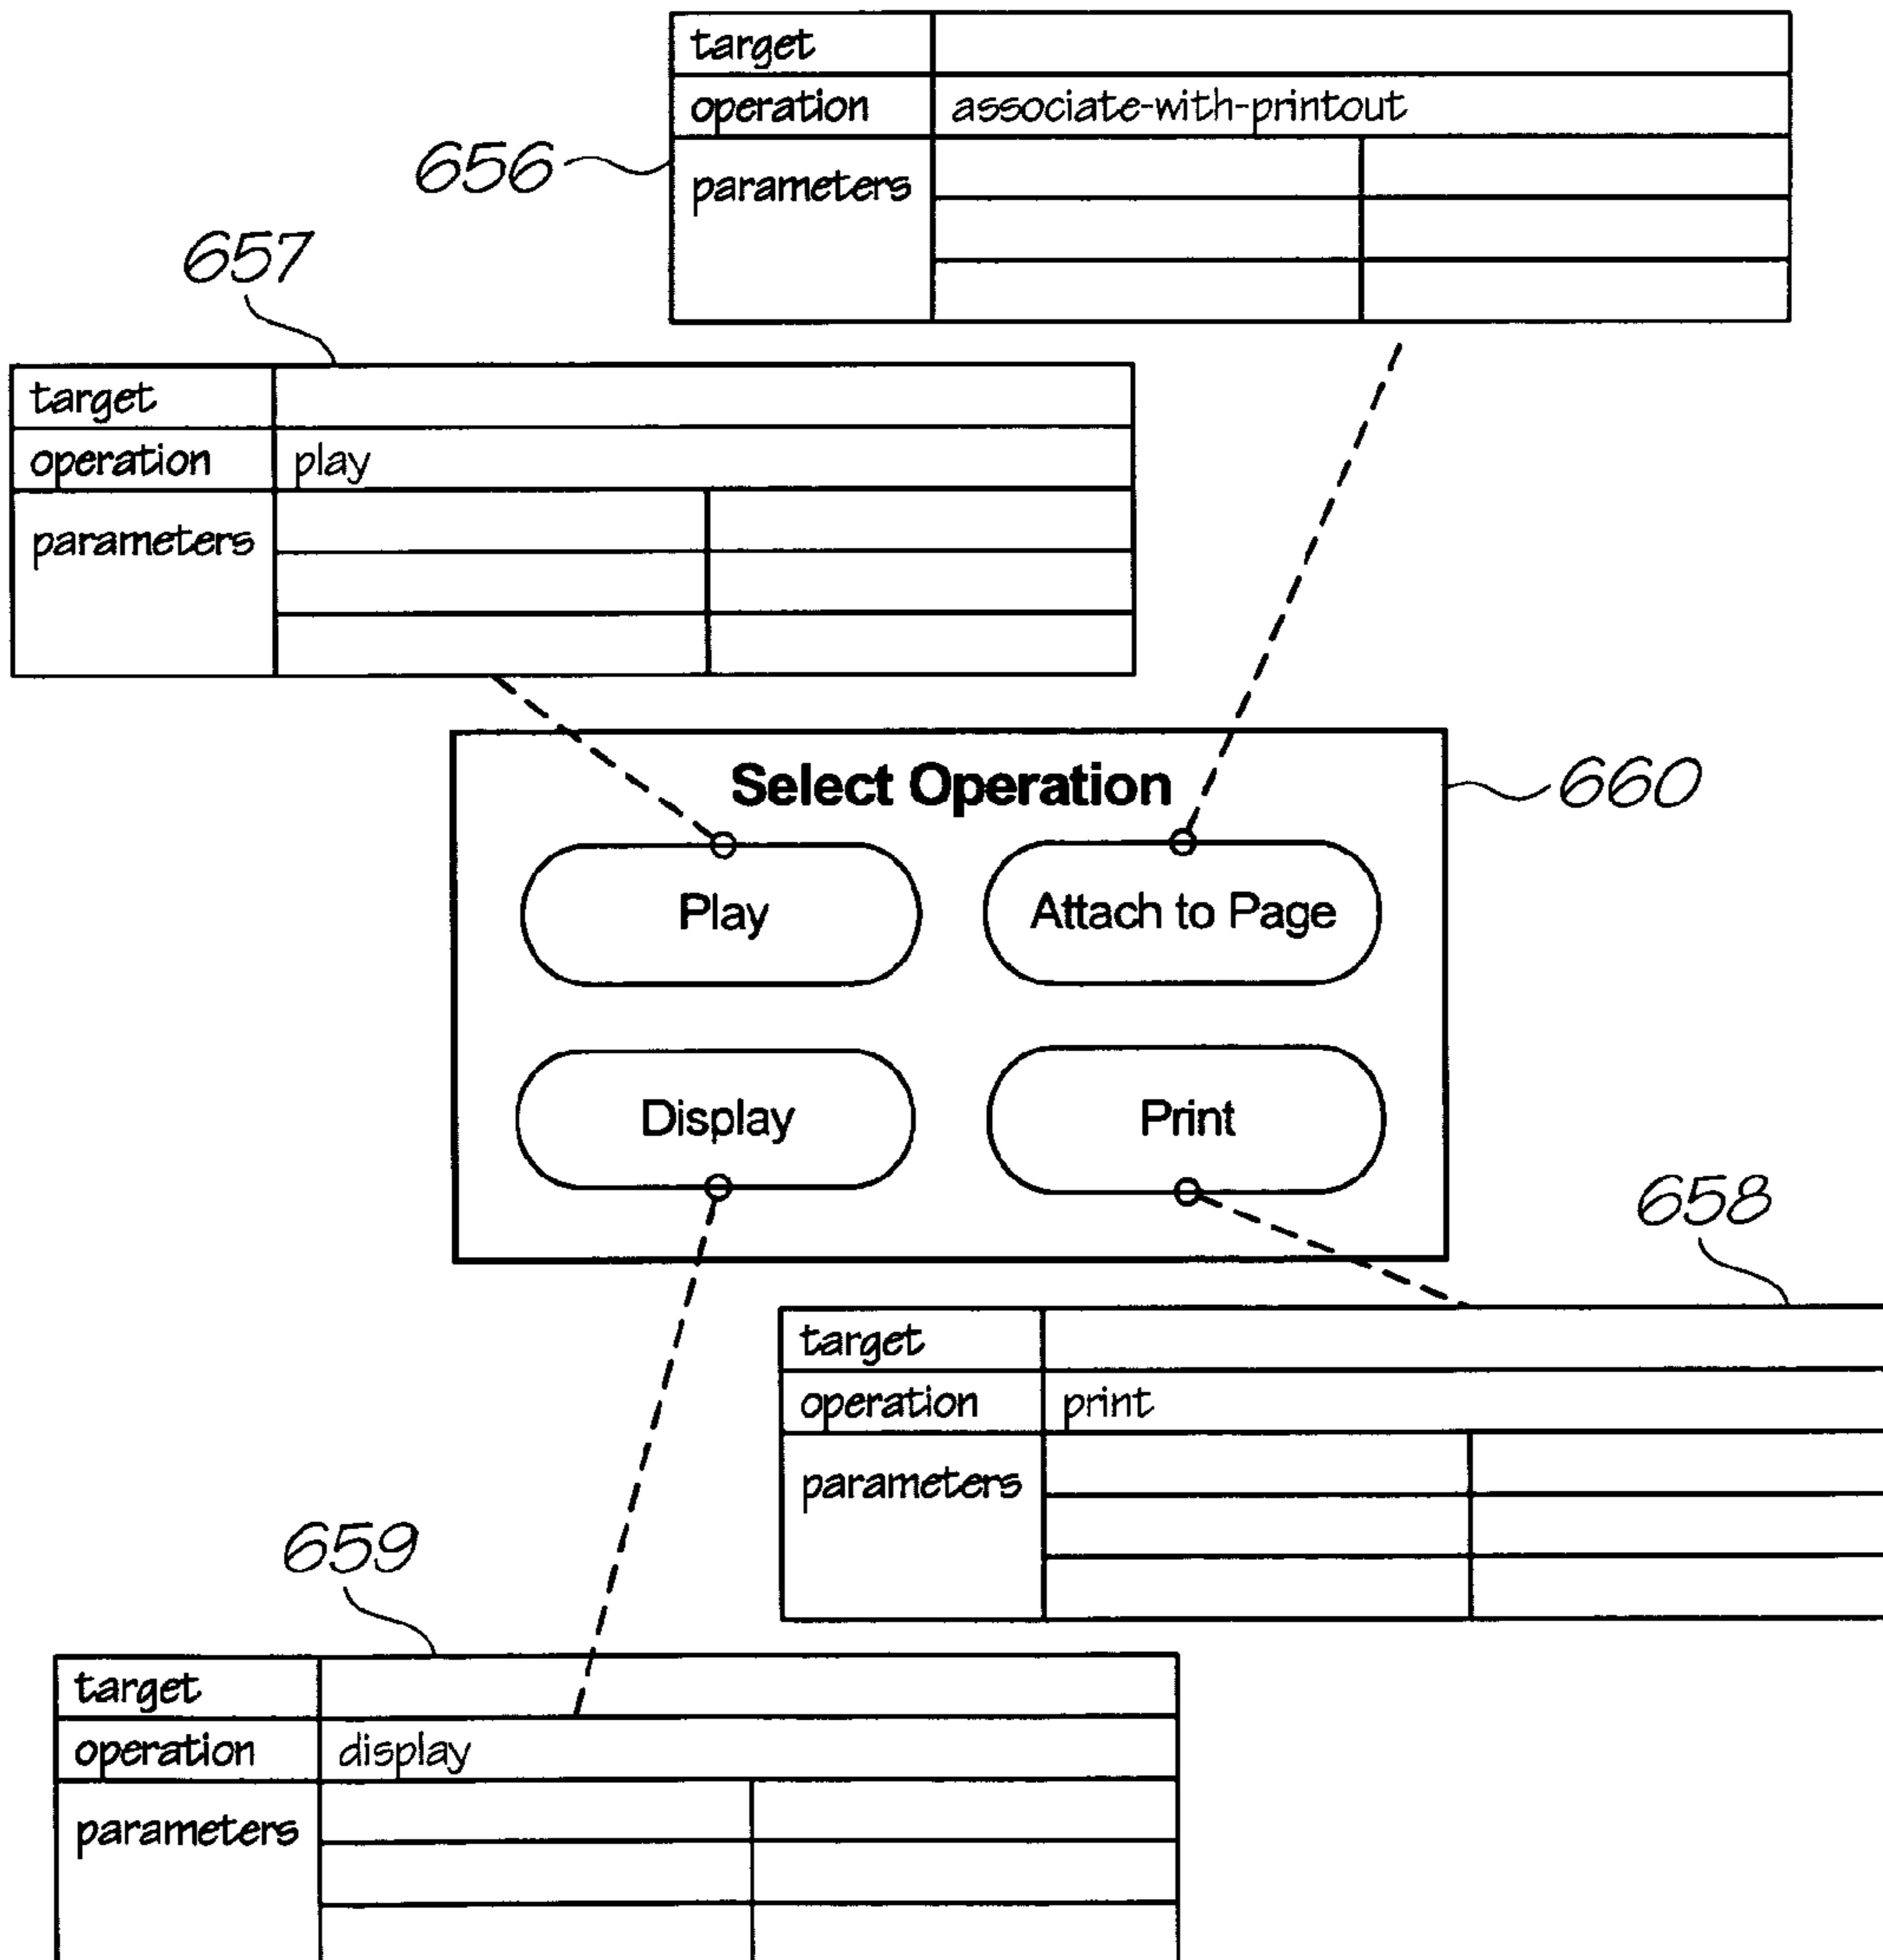 target
operation associate-with-printout
656
parameters
657
target
operation play
parameters
Select Operation
660
Play Attach to Page
Display Print
658
target
operation print
parameters
659
target
operation display
parameters